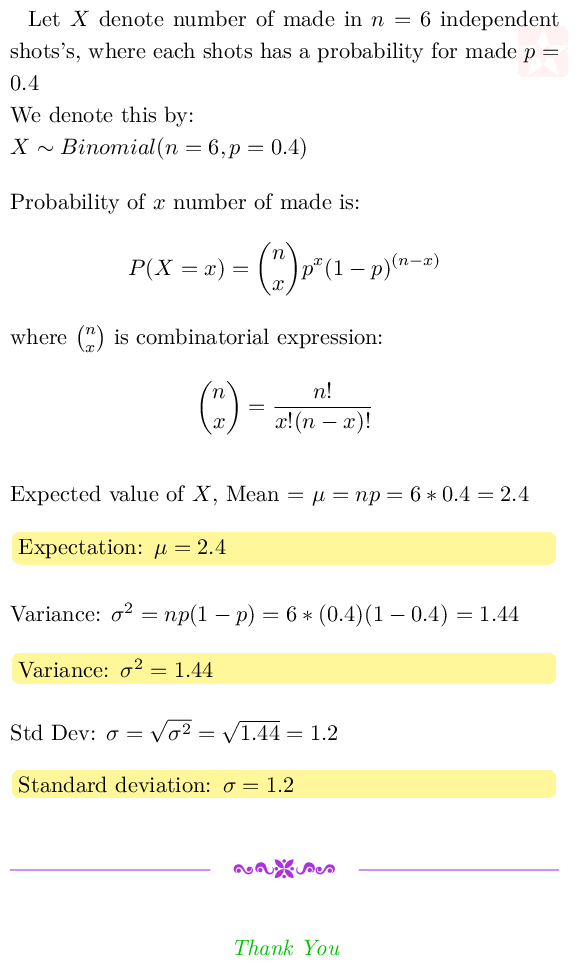 Let X denote number of made in n = 6 independent
shots's, where each shots has a probability for made p =
0.4
We denote this by:
X ∼ Binomial(n = 6, p = 0.4)
Probability of x number of made is:
P(X = x) = \binom{n}{x} p^x (1 − p)^{(n−x)}
where \binom{n}{x} is combinatorial expression:
\binom{n}{x} = \frac{n!}{x!(n − x)!}
Expected value of X, Mean = μ = np = 6 ∗ 0.4 = 2.4
Expectation: μ = 2.4
Variance: σ² = np(1 − p) = 6 ∗ (0.4)(1 − 0.4) = 1.44
Variance: σ² = 1.44
Std Dev: σ = √σ² = √1.44 = 1.2
Standard deviation: σ = 1.2
Thank You